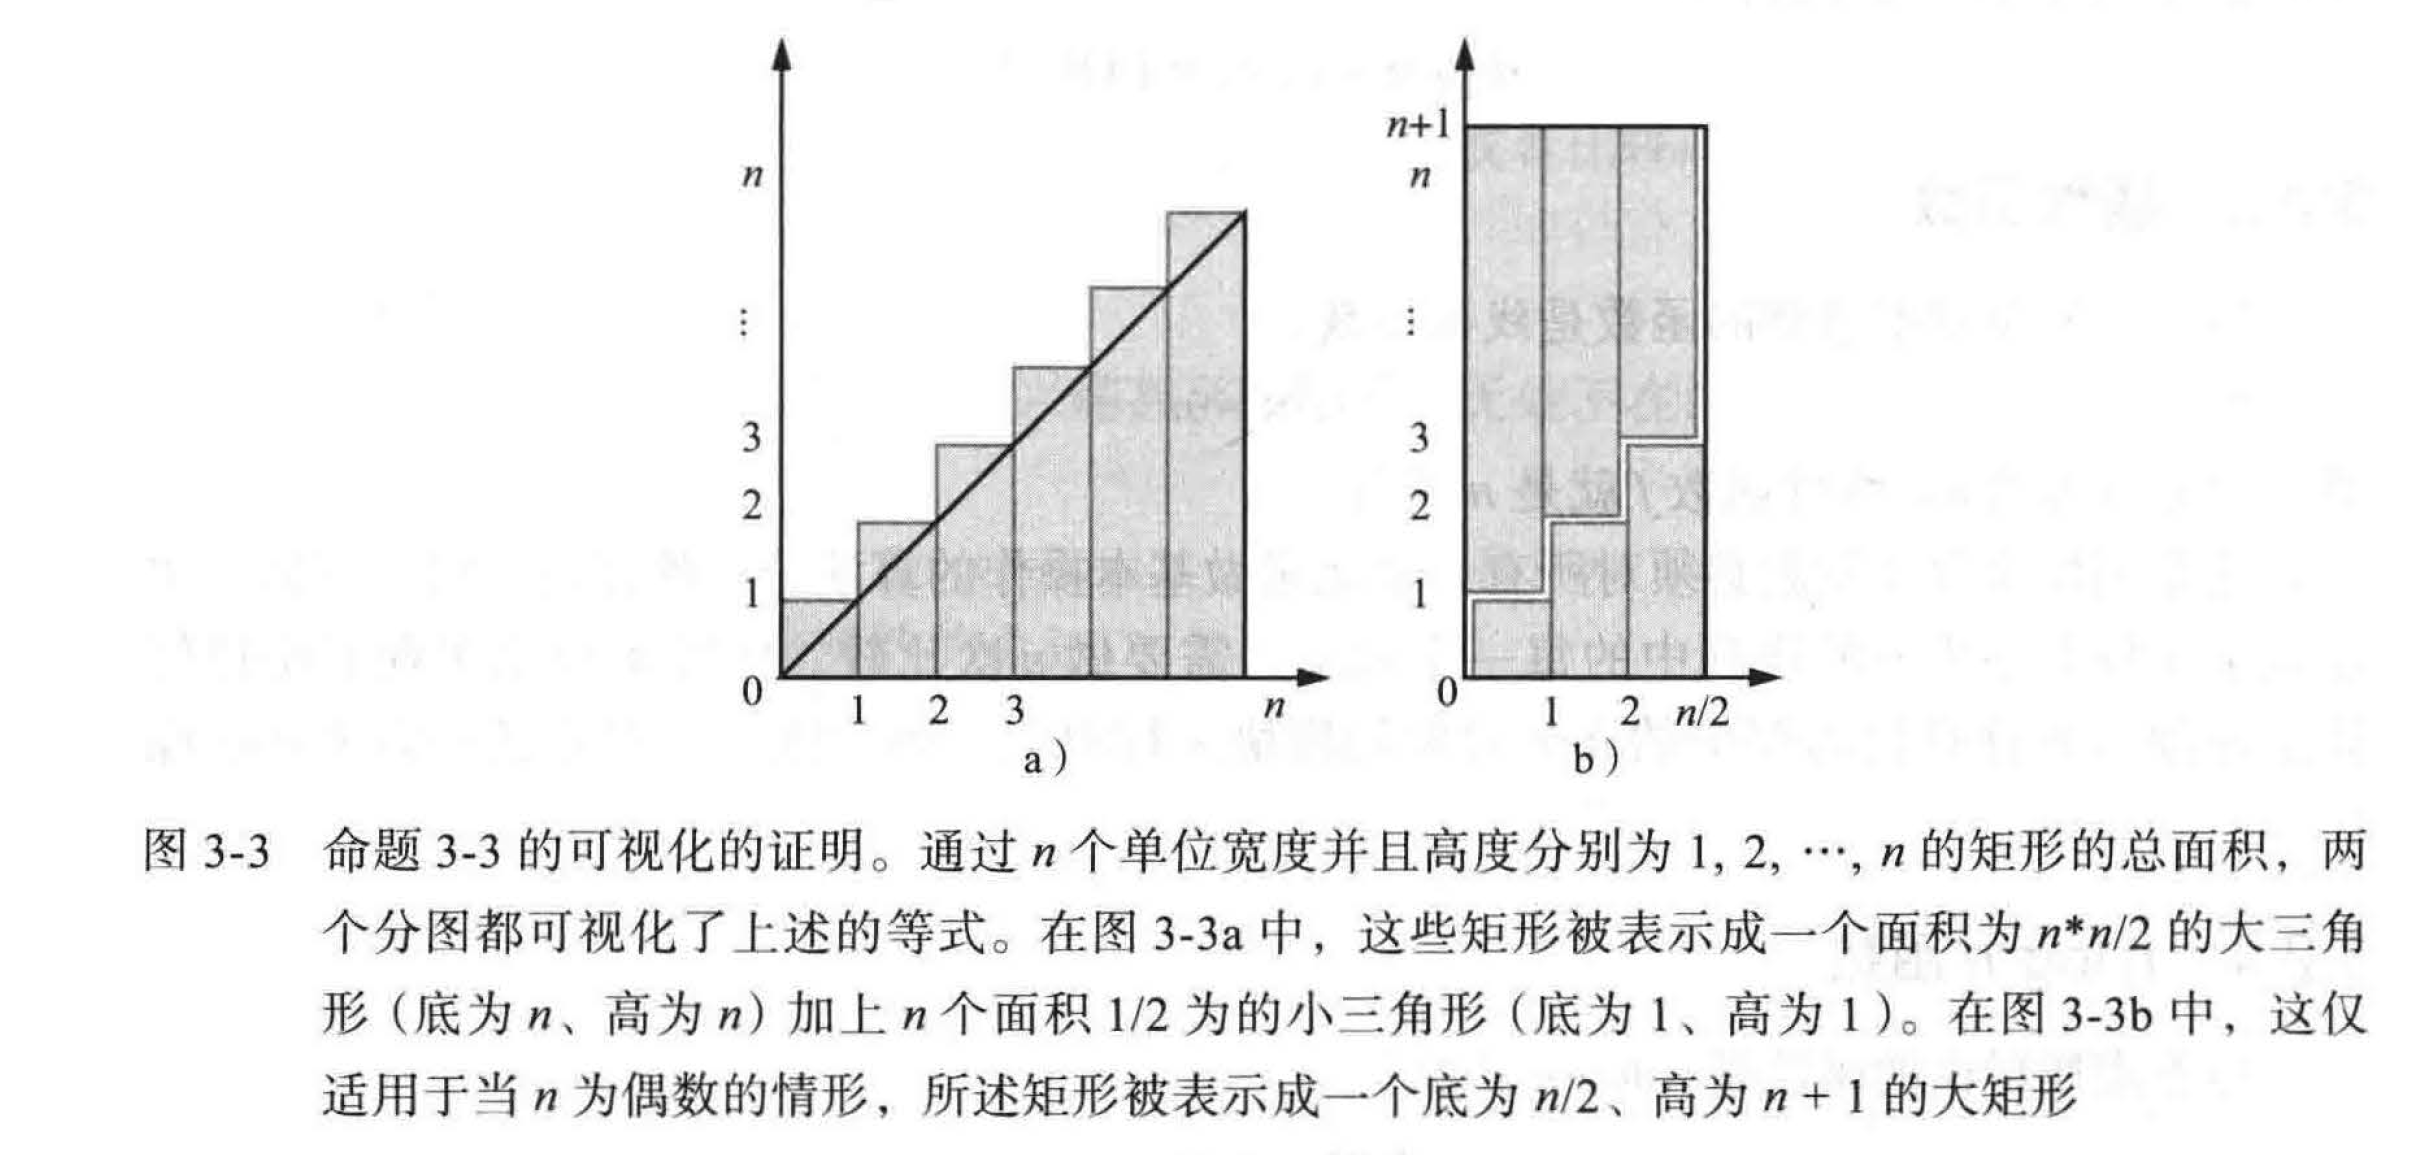 n
⋮
3
2
1
0
1 2 3 n
a）
n+1
n
⋮
3
2
1
0
1 2 n/2
b）
图 3-3 命题 3-3 的可视化的证明。通过 n 个单位宽度并且高度分别为 1, 2, ···, n 的矩形的总面积，两
个分图都可视化了上述的等式。在图 3-3a 中，这些矩形被表示成一个面积为 n*n/2 的大三角
形（底为 n、高为 n）加上 n 个面积 1/2 为的小三角形（底为 1、高为 1）。在图 3-3b 中，这仅
适用于当 n 为偶数的情形，所述矩形被表示成一个底为 n/2、高为 n + 1 的大矩形